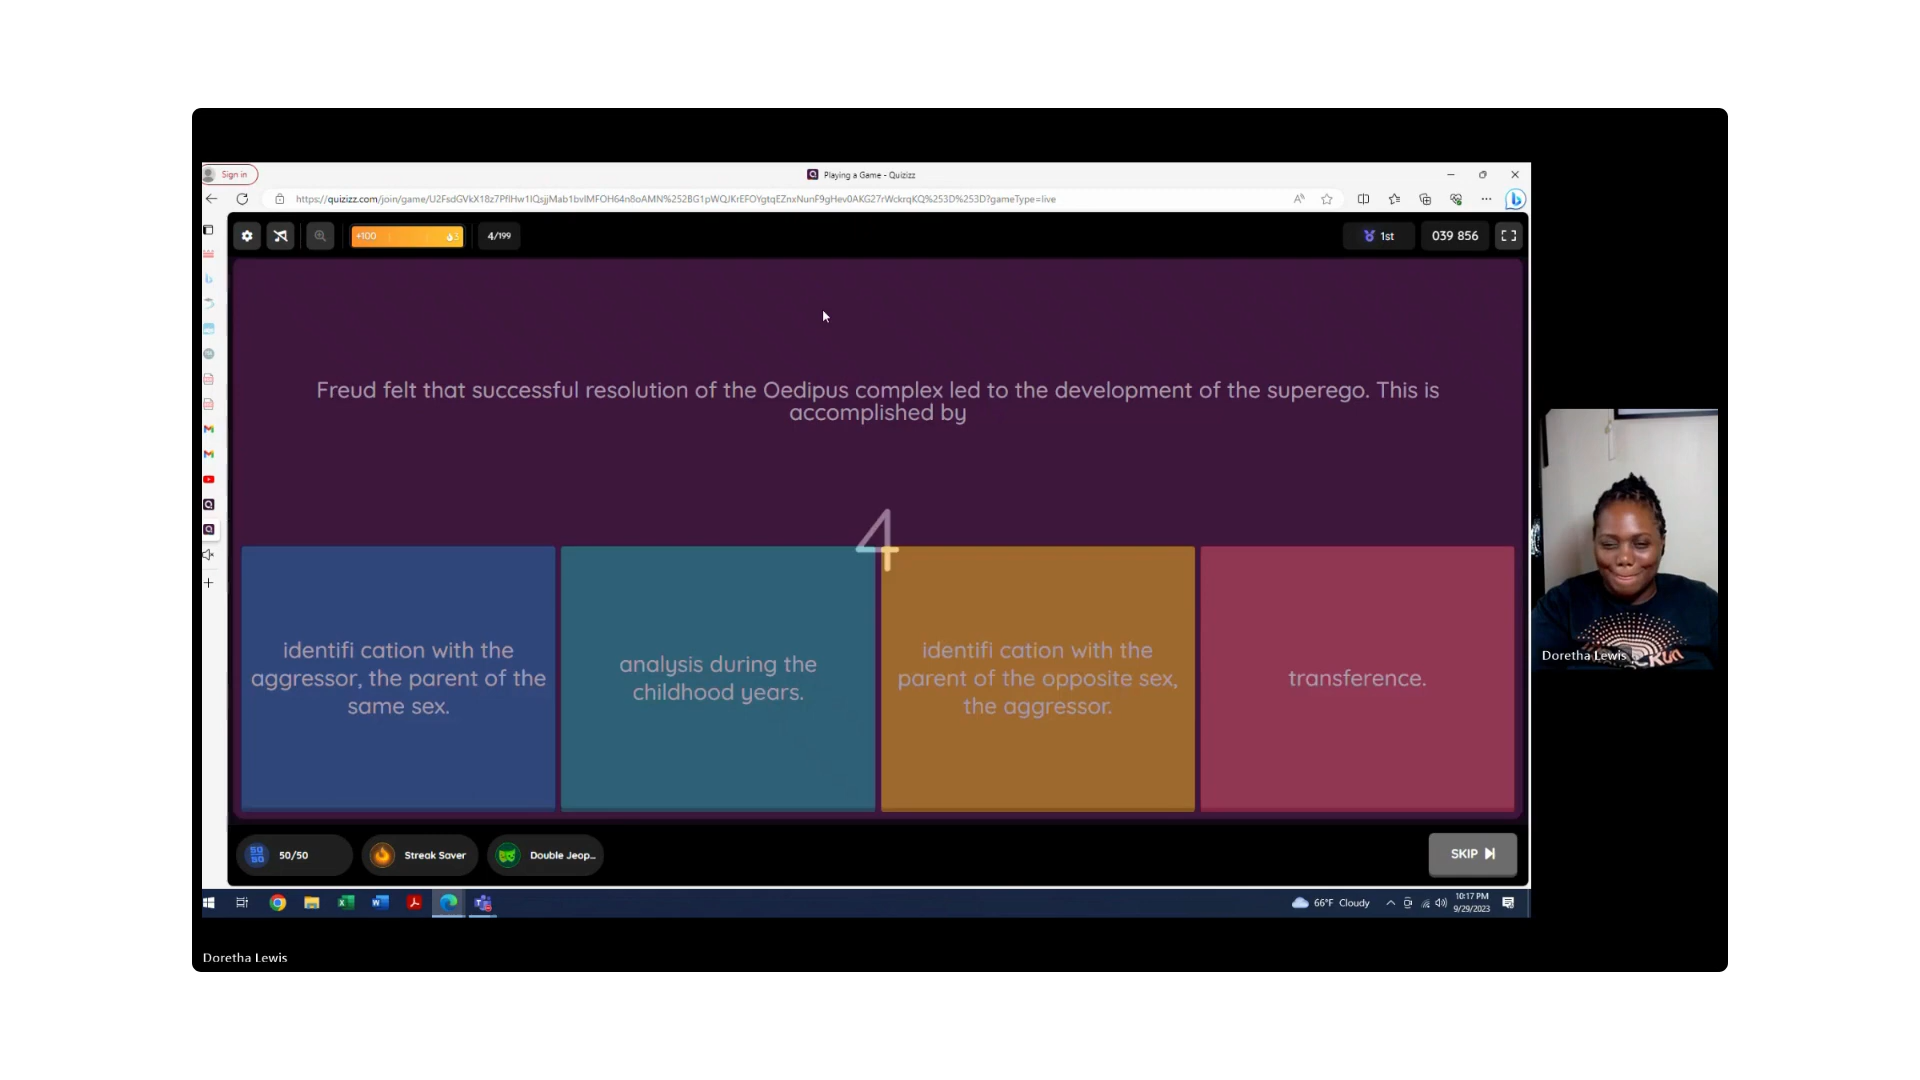 Sign in
Playing a Game - Quizizz
+100
3
4/199
1st
039 856
Freud felt that successful resolution of the Oedipus complex led to the development of the superego. This is
accomplished by
4
identifi cation with the
aggressor, the parent of the
same sex.
analysis during the
childhood years.
identifi cation with the
parent of the opposite sex,
the aggressor.
transference.
50/50
Streak Saver
Double Jeop...
SKIP
66°F Cloudy
10:17 PM
9/29/2023
Doretha Lewis
Doretha Lewis